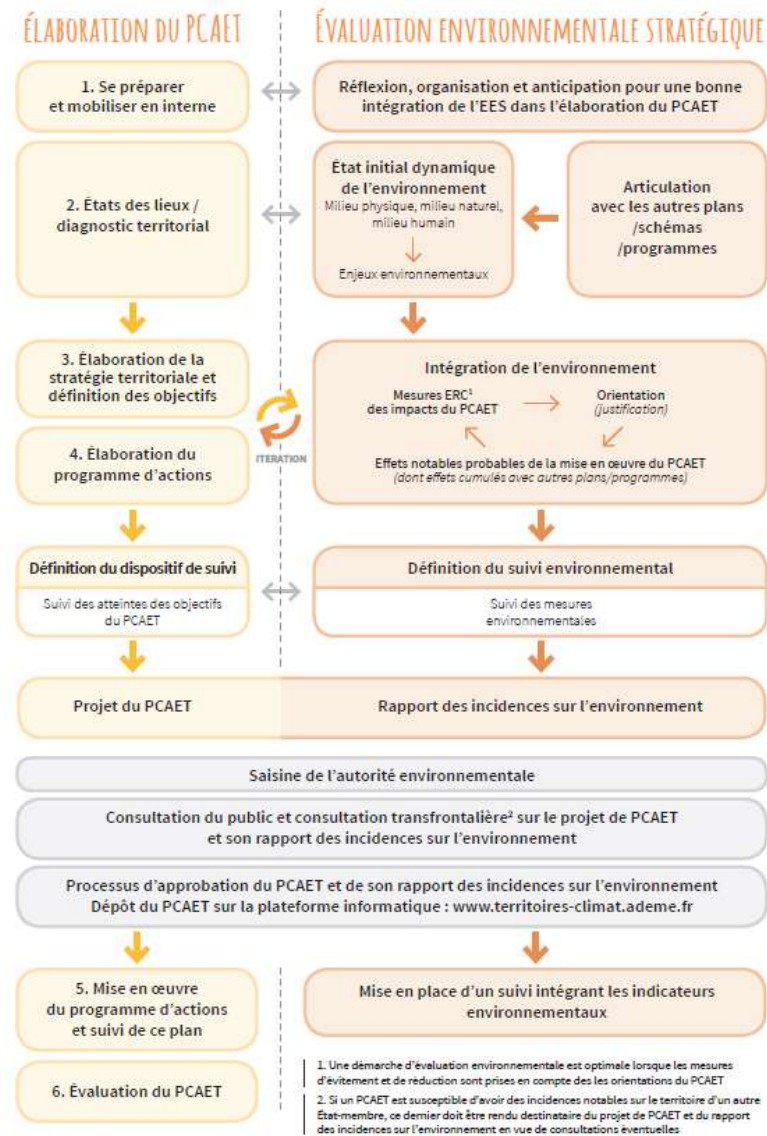 ÉLABORATION DU PCAET
ÉVALUATION ENVIRONNEMENTALE STRATÉGIQUE
1. Se préparer
et mobiliser en interne
Réflexion, organisation et anticipation pour une bonne
intégration de l'EES dans l'élaboration du PCAET
2. États des lieux /
diagnostic territorial
État initial dynamique
de l'environnement
Milieu physique, milieu naturel,
milieu humain
Enjeux environnementaux
Articulation
avec les autres plans
/schémas
/programmes
3. Élaboration de la
stratégie territoriale et
définition des objectifs
4. Élaboration du
programme d'actions
ITERATION
Intégration de l'environnement
Mesures ERC¹
des impacts du PCAET
Orientation
(justification)
Effets notables probables de la mise en œuvre du PCAET
(dont effets cumulés avec autres plans/programmes)
Définition du dispositif de suivi
Suivi des atteintes des objectifs
du PCAET
Définition du suivi environnemental
Suivi des mesures
environnementales
Projet du PCAET
Rapport des incidences sur l'environnement
Saisine de l'autorité environnementale
Consultation du public et consultation transfrontalière² sur le projet de PCAET
et son rapport des incidences sur l'environnement
Processus d'approbation du PCAET et de son rapport des incidences sur l'environnement
Dépôt du PCAET sur la plateforme informatique : www.territoires-climat.ademe.fr
5. Mise en œuvre
du programme d'actions
et suivi de ce plan
Mise en place d'un suivi intégrant les indicateurs
environnementaux
6. Évaluation du PCAET
1. Une démarche d'évaluation environnementale est optimale lorsque les mesures
d'évitement et de réduction sont prises en compte des les orientations du PCAET
2. Si un PCAET est susceptible d'avoir des incidences notables sur le territoire d'un autre
État-membre, ce dernier doit être rendu destinataire du projet de PCAET et du rapport
des incidences sur l'environnement en vue de consultations éventuelles